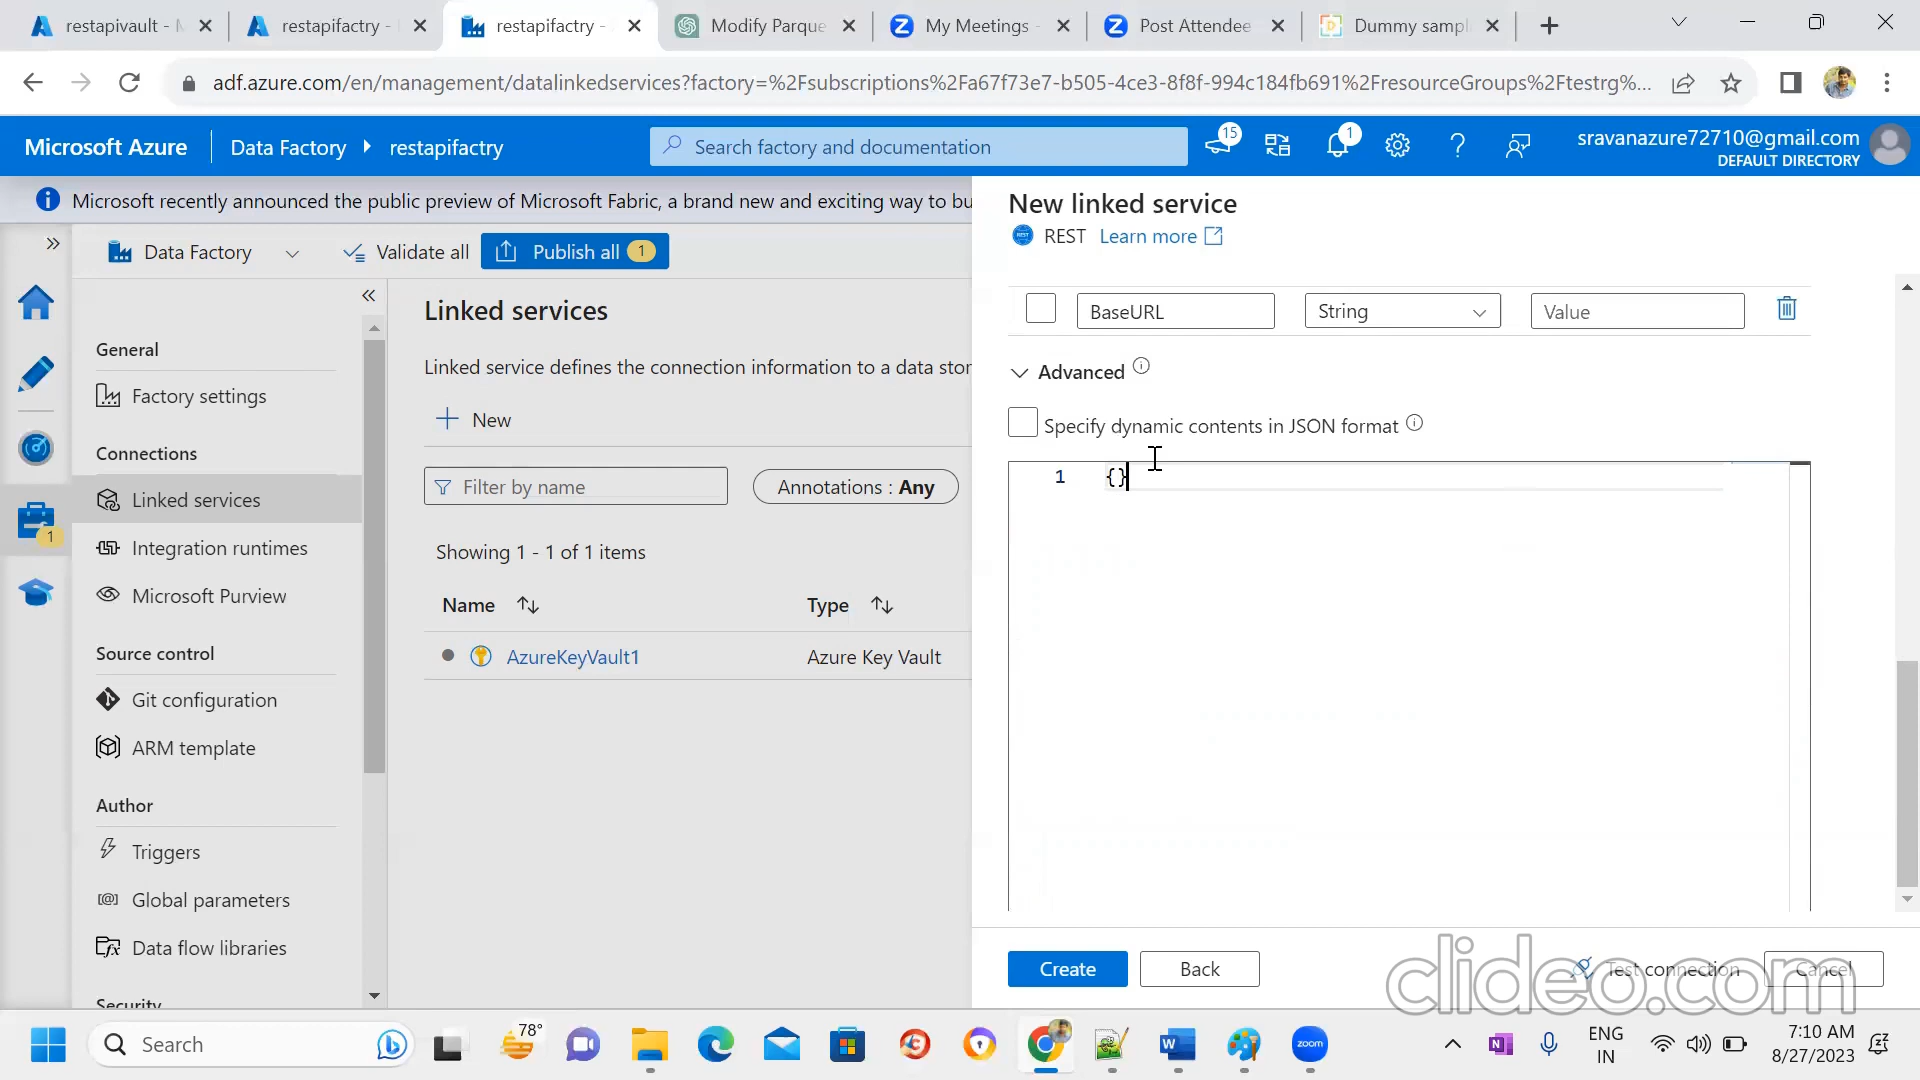 restapivault - M
restapifactry -
restapifactry -
Modify Parque
My Meetings -
Post Attendee
Dummy sampl
adf.azure.com/en/management/datalinkedservices?factory=%2Fsubscriptions%2Fa67f73e7-b505-4ce3-8f8f-994c184fb691%2FresourceGroups%2Ftestrg%...
Microsoft Azure
Data Factory
restapifactry
Search factory and documentation
15
1
sravanazure72710@gmail.com
DEFAULT DIRECTORY
Microsoft recently announced the public preview of Microsoft Fabric, a brand new and exciting way to bu
Data Factory
Validate all
Publish all 1
General
Factory settings
Connections
Linked services
Integration runtimes
Microsoft Purview
Source control
Git configuration
ARM template
Author
Triggers
Global parameters
Data flow libraries
Security
1
Linked services
Linked service defines the connection information to a data stor
New
Filter by name
Annotations : Any
Showing 1 - 1 of 1 items
Name
Type
AzureKeyVault1
Azure Key Vault
New linked service
REST
REST Learn more
BaseURL
String
Value
Advanced
Specify dynamic contents in JSON format
1 {}
Create
Back
Test connection
Cancel
clideo.com
Search
78°
zoom
ENG
IN
7:10 AM
8/27/2023